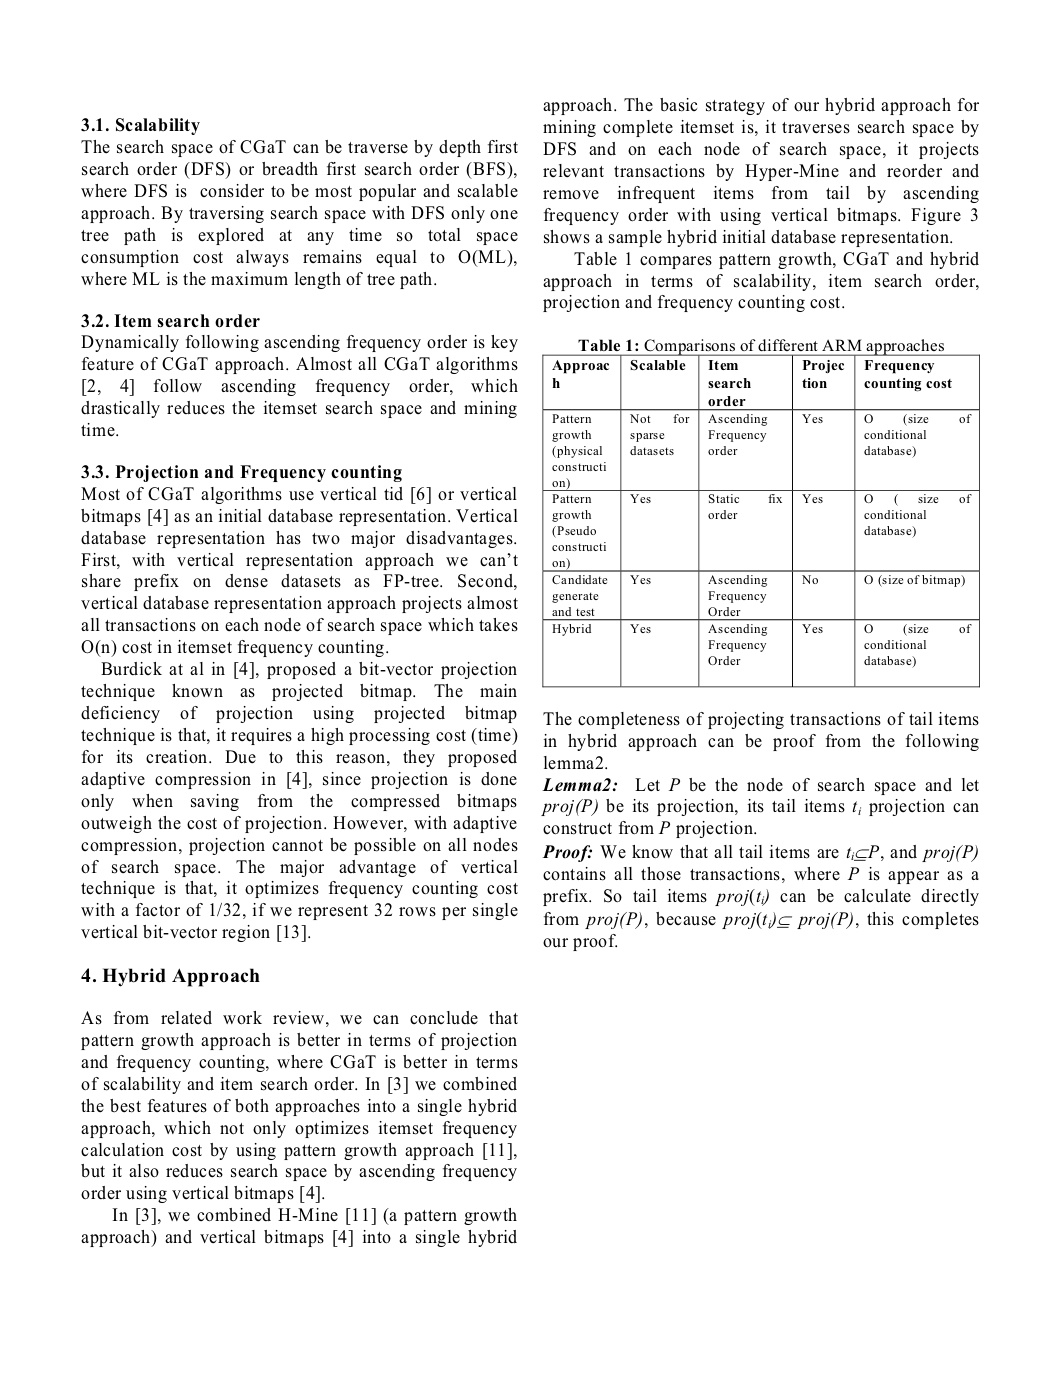 3.1. Scalability
The search space of CGaT can be traverse by depth first
search order (DFS) or breadth first search order (BFS),
where DFS is consider to be most popular and scalable
approach. By traversing search space with DFS only one
tree path is explored at any time so total space
consumption cost always remains equal to O(ML),
where ML is the maximum length of tree path.
3.2. Item search order
Dynamically following ascending frequency order is key
feature of CGaT approach. Almost all CGaT algorithms
[2, 4] follow ascending frequency order, which
drastically reduces the itemset search space and mining
time.
3.3. Projection and Frequency counting
Most of CGaT algorithms use vertical tid [6] or vertical
bitmaps [4] as an initial database representation. Vertical
database representation has two major disadvantages.
First, with vertical representation approach we can’t
share prefix on dense datasets as FP-tree. Second,
vertical database representation approach projects almost
all transactions on each node of search space which takes
O(n) cost in itemset frequency counting.
Burdick at al in [4], proposed a bit-vector projection
technique known as projected bitmap. The main
deficiency of projection using projected bitmap
technique is that, it requires a high processing cost (time)
for its creation. Due to this reason, they proposed
adaptive compression in [4], since projection is done
only when saving from the compressed bitmaps
outweigh the cost of projection. However, with adaptive
compression, projection cannot be possible on all nodes
of search space. The major advantage of vertical
technique is that, it optimizes frequency counting cost
with a factor of 1/32, if we represent 32 rows per single
vertical bit-vector region [13].
4. Hybrid Approach
As from related work review, we can conclude that
pattern growth approach is better in terms of projection
and frequency counting, where CGaT is better in terms
of scalability and item search order. In [3] we combined
the best features of both approaches into a single hybrid
approach, which not only optimizes itemset frequency
calculation cost by using pattern growth approach [11],
but it also reduces search space by ascending frequency
order using vertical bitmaps [4].
In [3], we combined H-Mine [11] (a pattern growth
approach) and vertical bitmaps [4] into a single hybrid
approach. The basic strategy of our hybrid approach for
mining complete itemset is, it traverses search space by
DFS and on each node of search space, it projects
relevant transactions by Hyper-Mine and reorder and
remove infrequent items from tail by ascending
frequency order with using vertical bitmaps. Figure 3
shows a sample hybrid initial database representation.
Table 1 compares pattern growth, CGaT and hybrid
approach in terms of scalability, item search order,
projection and frequency counting cost.
Table 1: Comparisons of different ARM approaches
Approac Scalable Item Projec Frequency
h search tion counting cost
order
Pattern Not for Ascending Yes O (size of
growth sparse Frequency conditional
(physical datasets order database)
constructi
on)
Pattern Yes Static fix Yes O ( size of
growth order conditional
(Pseudo database)
constructi
on)
Candidate Yes Ascending No O (size of bitmap)
generate Frequency
and test Order
Hybrid Yes Ascending Yes O (size of
Frequency conditional
Order database)
The completeness of projecting transactions of tail items
in hybrid approach can be proof from the following
lemma2.
Lemma2: Let P be the node of search space and let
proj(P) be its projection, its tail items ti projection can
construct from P projection.
Proof: We know that all tail items are ti⊆P, and proj(P)
contains all those transactions, where P is appear as a
prefix. So tail items proj(ti) can be calculate directly
from proj(P), because proj(ti)⊆ proj(P), this completes
our proof.